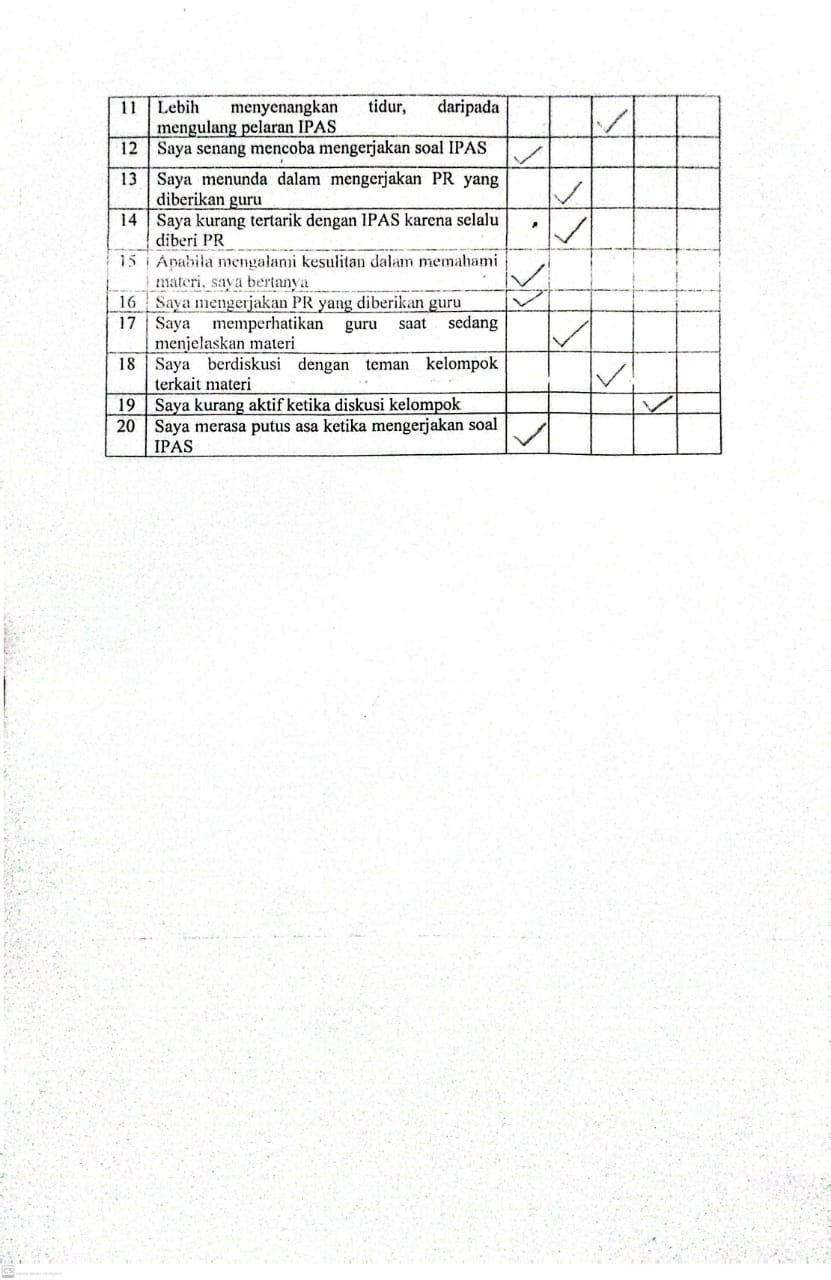 11 Lebih menyenangkan tidur, daripada ✓
mengulang pelaran IPAS
12 Saya senang mencoba mengerjakan soal IPAS ✓
13 Saya menunda dalam mengerjakan PR yang ✓
diberikan guru
14 Saya kurang tertarik dengan IPAS karena selalu ✓
diberi PR
15 Apabila mengalami kesulitan dalam memahami ✓
materi, saya bertanya
16 Saya mengerjakan PR yang diberikan guru ✓
17 Saya memperhatikan guru saat sedang ✓
menjelaskan materi
18 Saya berdiskusi dengan teman kelompok ✓
terkait materi
19 Saya kurang aktif ketika diskusi kelompok ✓
20 Saya merasa putus asa ketika mengerjakan soal ✓
IPAS
CS